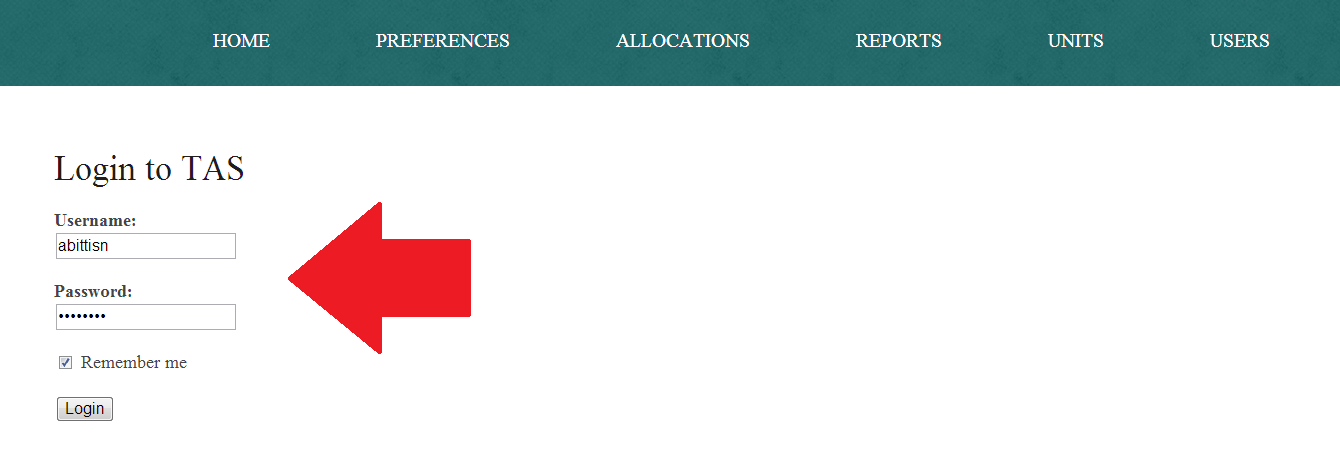 HOME PREFERENCES ALLOCATIONS REPORTS UNITS USERS
Login to TAS
Username:
abittisn
Password:
••••••••
Remember me
Login